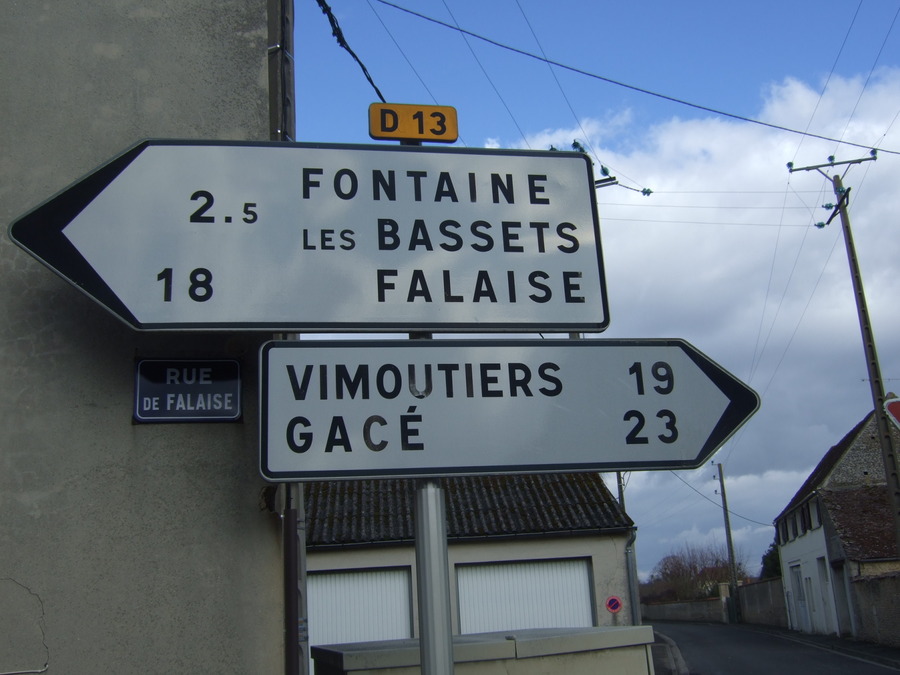 D 13
2.5 FONTAINE
LES BASSETS
18 FALAISE
RUE
DE FALAISE
VIMOUTIERS 19
GACÉ 23